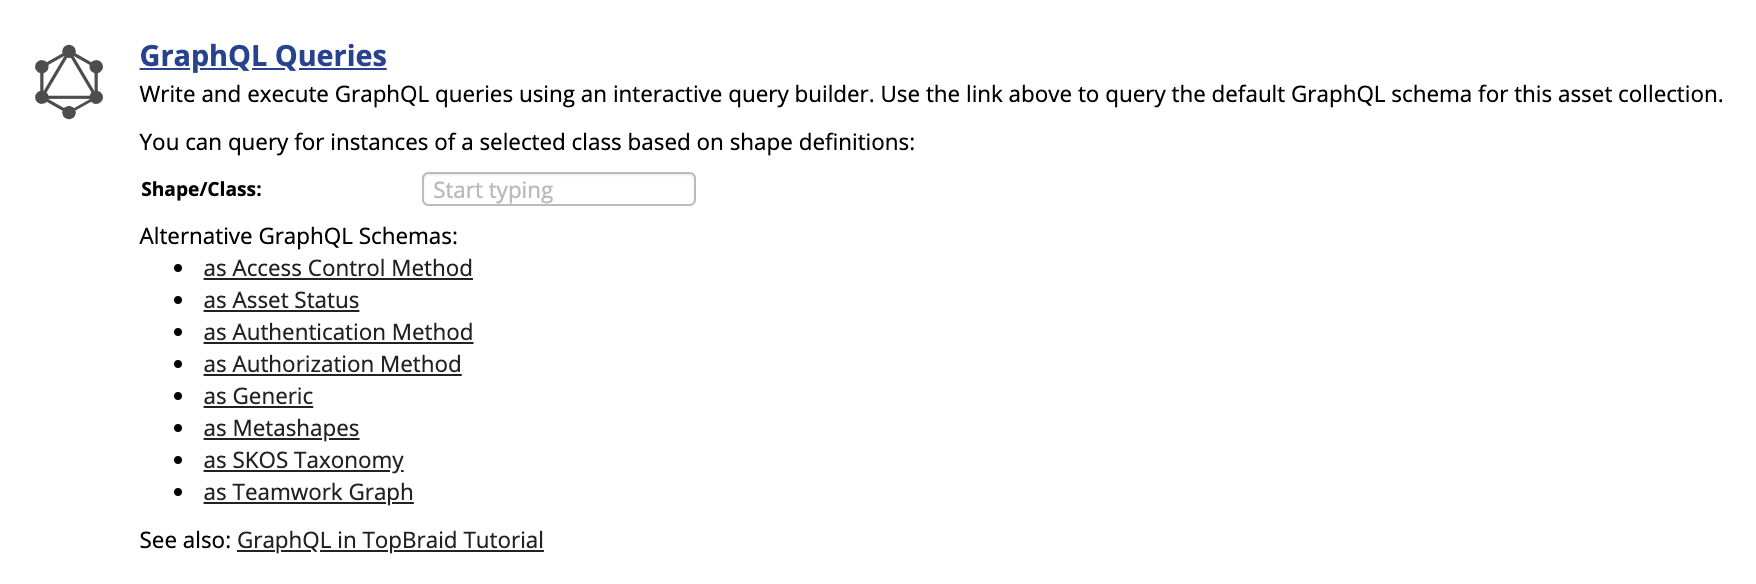 GraphQL Queries
Write and execute GraphQL queries using an interactive query builder. Use the link above to query the default GraphQL schema for this asset collection.
You can query for instances of a selected class based on shape definitions:
Shape/Class: Start typing
Alternative GraphQL Schemas:
• as Access Control Method
• as Asset Status
• as Authentication Method
• as Authorization Method
• as Generic
• as Metashapes
• as SKOS Taxonomy
• as Teamwork Graph
See also: GraphQL in TopBraid Tutorial